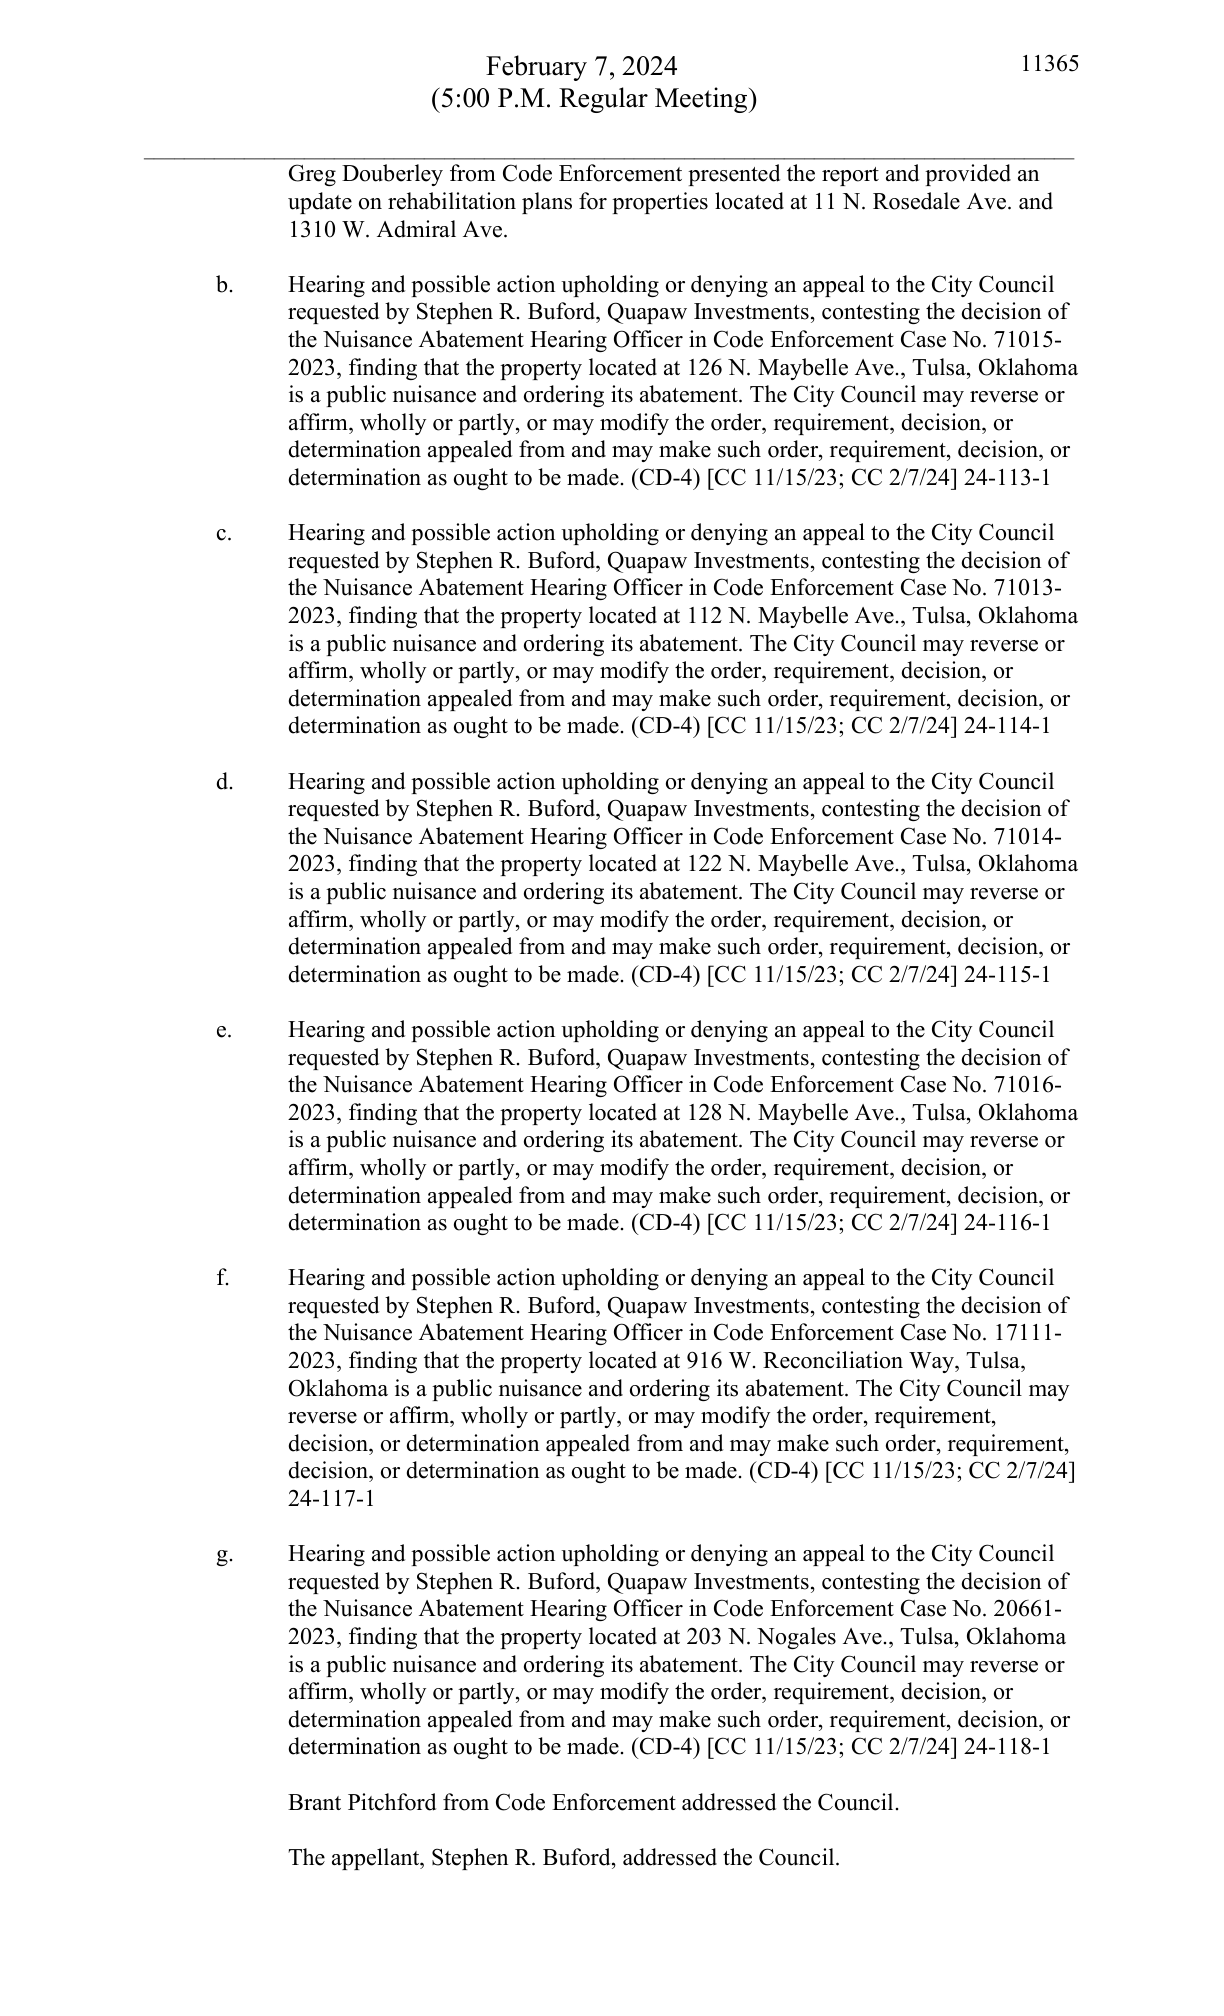 February 7, 2024
11365
(5:00 P.M. Regular Meeting)
Greg Douberley from Code Enforcement presented the report and provided an
update on rehabilitation plans for properties located at 11 N. Rosedale Ave. and
1310 W. Admiral Ave.
b. Hearing and possible action upholding or denying an appeal to the City Council
requested by Stephen R. Buford, Quapaw Investments, contesting the decision of
the Nuisance Abatement Hearing Officer in Code Enforcement Case No. 71015-
2023, finding that the property located at 126 N. Maybelle Ave., Tulsa, Oklahoma
is a public nuisance and ordering its abatement. The City Council may reverse or
affirm, wholly or partly, or may modify the order, requirement, decision, or
determination appealed from and may make such order, requirement, decision, or
determination as ought to be made. (CD-4) [CC 11/15/23; CC 2/7/24] 24-113-1
c. Hearing and possible action upholding or denying an appeal to the City Council
requested by Stephen R. Buford, Quapaw Investments, contesting the decision of
the Nuisance Abatement Hearing Officer in Code Enforcement Case No. 71013-
2023, finding that the property located at 112 N. Maybelle Ave., Tulsa, Oklahoma
is a public nuisance and ordering its abatement. The City Council may reverse or
affirm, wholly or partly, or may modify the order, requirement, decision, or
determination appealed from and may make such order, requirement, decision, or
determination as ought to be made. (CD-4) [CC 11/15/23; CC 2/7/24] 24-114-1
d. Hearing and possible action upholding or denying an appeal to the City Council
requested by Stephen R. Buford, Quapaw Investments, contesting the decision of
the Nuisance Abatement Hearing Officer in Code Enforcement Case No. 71014-
2023, finding that the property located at 122 N. Maybelle Ave., Tulsa, Oklahoma
is a public nuisance and ordering its abatement. The City Council may reverse or
affirm, wholly or partly, or may modify the order, requirement, decision, or
determination appealed from and may make such order, requirement, decision, or
determination as ought to be made. (CD-4) [CC 11/15/23; CC 2/7/24] 24-115-1
e. Hearing and possible action upholding or denying an appeal to the City Council
requested by Stephen R. Buford, Quapaw Investments, contesting the decision of
the Nuisance Abatement Hearing Officer in Code Enforcement Case No. 71016-
2023, finding that the property located at 128 N. Maybelle Ave., Tulsa, Oklahoma
is a public nuisance and ordering its abatement. The City Council may reverse or
affirm, wholly or partly, or may modify the order, requirement, decision, or
determination appealed from and may make such order, requirement, decision, or
determination as ought to be made. (CD-4) [CC 11/15/23; CC 2/7/24] 24-116-1
f. Hearing and possible action upholding or denying an appeal to the City Council
requested by Stephen R. Buford, Quapaw Investments, contesting the decision of
the Nuisance Abatement Hearing Officer in Code Enforcement Case No. 17111-
2023, finding that the property located at 916 W. Reconciliation Way, Tulsa,
Oklahoma is a public nuisance and ordering its abatement. The City Council may
reverse or affirm, wholly or partly, or may modify the order, requirement,
decision, or determination appealed from and may make such order, requirement,
decision, or determination as ought to be made. (CD-4) [CC 11/15/23; CC 2/7/24]
24-117-1
g. Hearing and possible action upholding or denying an appeal to the City Council
requested by Stephen R. Buford, Quapaw Investments, contesting the decision of
the Nuisance Abatement Hearing Officer in Code Enforcement Case No. 20661-
2023, finding that the property located at 203 N. Nogales Ave., Tulsa, Oklahoma
is a public nuisance and ordering its abatement. The City Council may reverse or
affirm, wholly or partly, or may modify the order, requirement, decision, or
determination appealed from and may make such order, requirement, decision, or
determination as ought to be made. (CD-4) [CC 11/15/23; CC 2/7/24] 24-118-1
Brant Pitchford from Code Enforcement addressed the Council.
The appellant, Stephen R. Buford, addressed the Council.